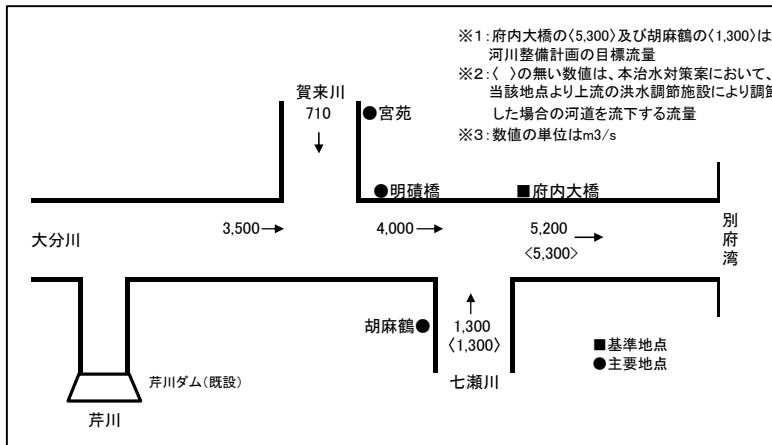 ※1:府内大橋の〈5,300〉及び胡麻鶴の〈1,300〉は
河川整備計画の目標流量
※2:〈 〉の無い数値は、本治水対策案において、
当該地点より上流の洪水調節施設により調節
した場合の河道を流下する流量
※3:数値の単位はm3/s
賀来川
710
↓
●宮苑
●明磧橋
■府内大橋
大分川
3,500→
4,000→
5,200 →
<5,300>
別府湾
胡麻鶴●
↑
1,300
〈1,300〉
七瀬川
■基準地点
●主要地点
芹川ダム(既設)
芹川